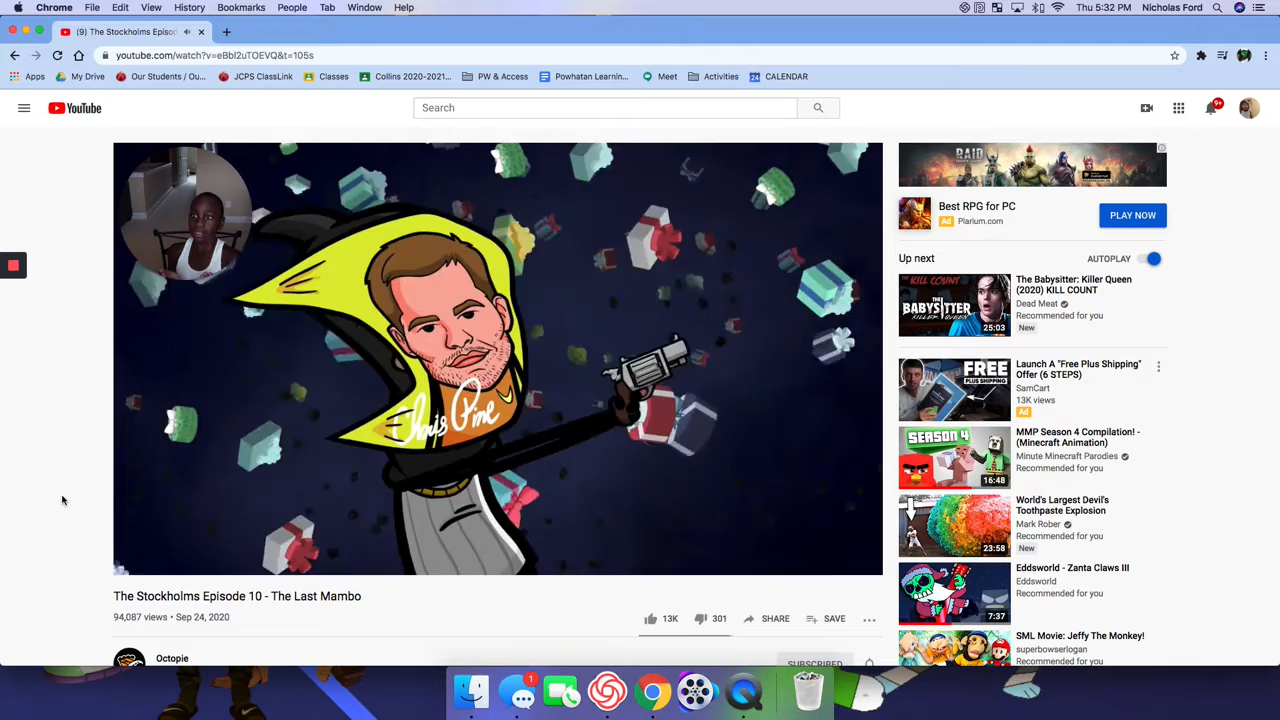 Chrome File Edit View History Bookmarks People Tab Window Help Thu 5:32 PM Nicholas Ford
(9) The Stockholms Episod
youtube.com/watch?v=eBbl2uTOEVQ&t=105s
Apps My Drive Our Students / Ou... JCPS ClassLink Classes Collins 2020-2021... PW & Access Powhatan Learnin... Meet Activities 24 CALENDAR
YouTube
Search
9+
RAID
Best RPG for PC
Ad Plarium.com
PLAY NOW
Up next
AUTOPLAY
KILL COUNT
THE BABYSITTER
KILLER QUEEN
25:03
The Babysitter: Killer Queen
(2020) KILL COUNT
Dead Meat
Recommended for you
New
FREE
PLUS SHIPPING
Launch A "Free Plus Shipping"
Offer (6 STEPS)
SamCart
13K views
Ad
SEASON 4
16:48
MMP Season 4 Compilation! -
(Minecraft Animation)
Minute Minecraft Parodies
Recommended for you
23:58
World's Largest Devil's
Toothpaste Explosion
Mark Rober
Recommended for you
New
7:37
Eddsworld - Zanta Claws III
Eddsworld
Recommended for you
SML Movie: Jeffy The Monkey!
superbowserlogan
Recommended for you
Chris Pine
The Stockholms Episode 10 - The Last Mambo
94,087 views • Sep 24, 2020
13K 301 SHARE SAVE
Octopie
SUBSCRIBED
1